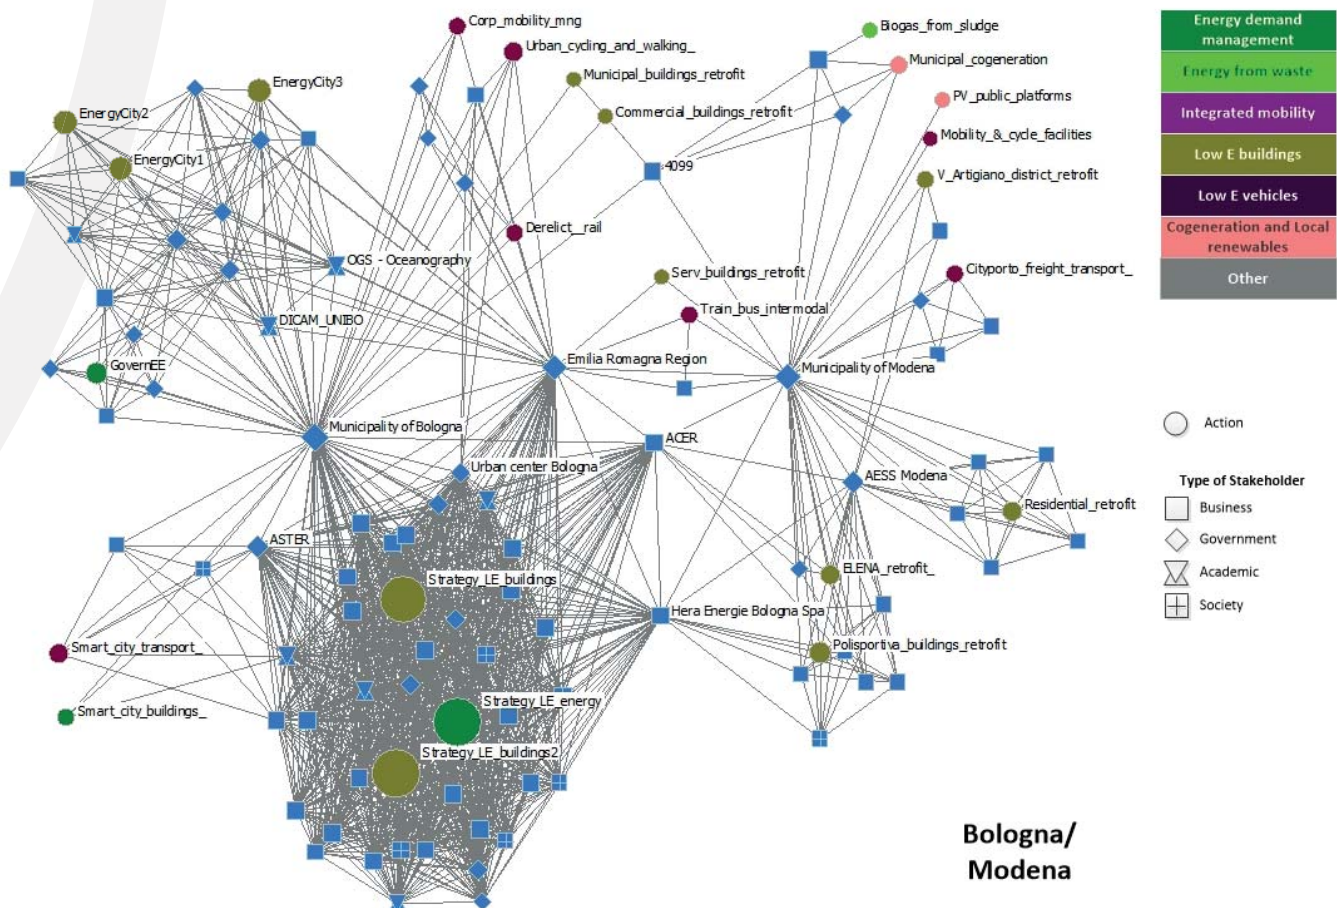 Corp_mobility_mng
Urban_cycling_and_walking_
Municipal_buildings_retrofit
Commercial_buildings_retrofit
Biogas_from_sludge
Municipal_cogeneration
PV_public_platforms
Mobility_&_cycle_facilities
V_Artigiano_district_retrofit
Cityporto_freight_transport_
EnergyCity3
EnergyCity2
EnergyCity1
4099
Derelict__rail
OGS - Oceanography
Serv_buildings_retrofit
Train_bus_intermodal
DICAM_UNIBO
GovernEE
Emilia Romagna Region
Municipality of Modena
Municipality of Bologna
ACER
Urban center Bologna
AESS Modena
Residential_retrofit
ASTER
Strategy_LE_buildings
ELENA_retrofit_
Hera Energie Bologna Spa
Polisportiva_buildings_retrofit
Smart_city_transport_
Smart_city_buildings_
Strategy_LE_energy
Strategy_LE_buildings2
Energy demand
management
Energy from waste
Integrated mobility
Low E buildings
Low E vehicles
Cogeneration and Local
renewables
Other
Action
Type of Stakeholder
Business
Government
Academic
Society
Bologna/
Modena